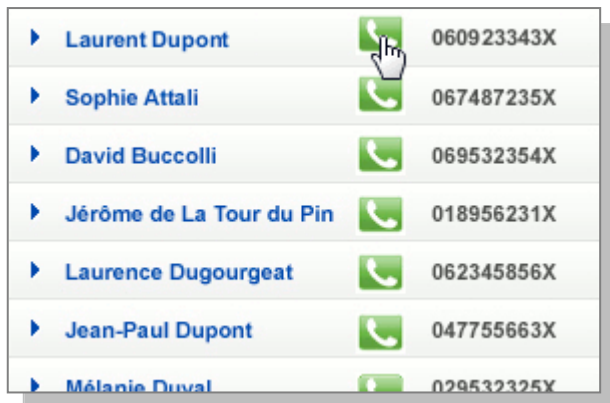 Laurent Dupont 060923343X
Sophie Attali 067487235X
David Buccolli 069532354X
Jérôme de La Tour du Pin 018956231X
Laurence Dugourgeat 062345856X
Jean-Paul Dupont 047755663X
Mélanie Duval 029532325X